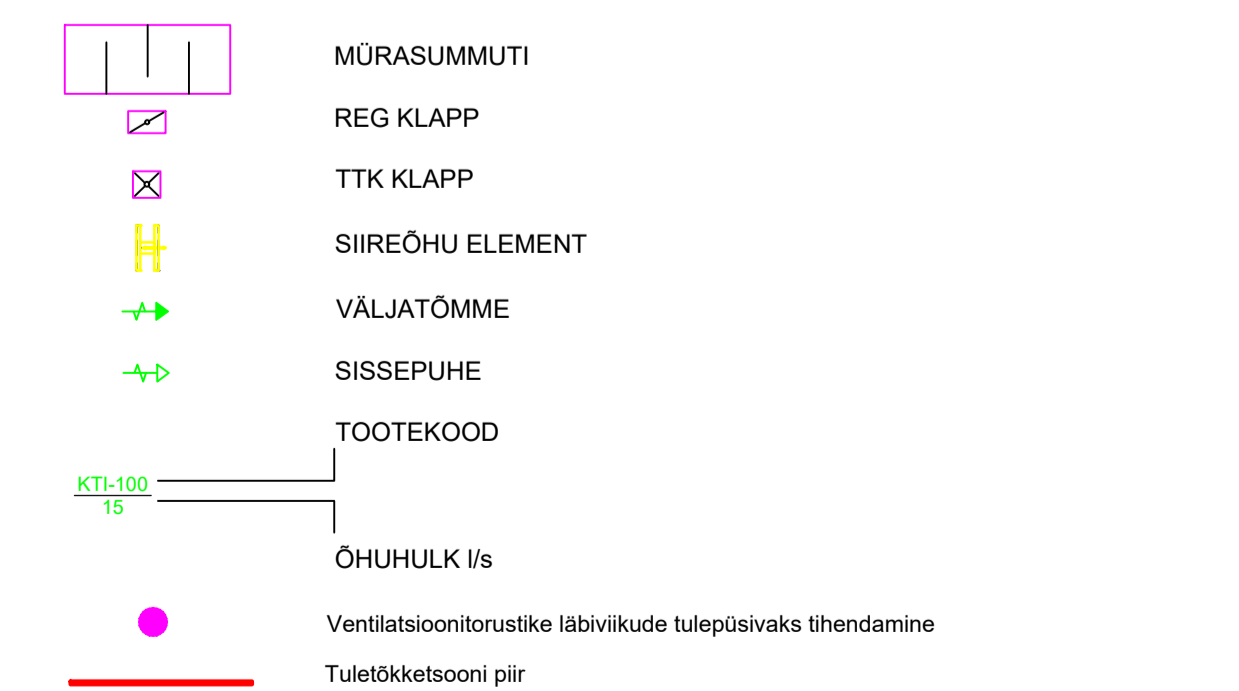 MÜRASUMMUTI
REG KLAPP
TTK KLAPP
SIIREÕHU ELEMENT
VÄLJATÕMME
SISSEPUHE
TOOTEKOOD
KTI-100
15
ÕHUHULK l/s
Ventilatsioonitorustike läbiviikude tulepüsivaks tihendamine
Tuletõkketsooni piir